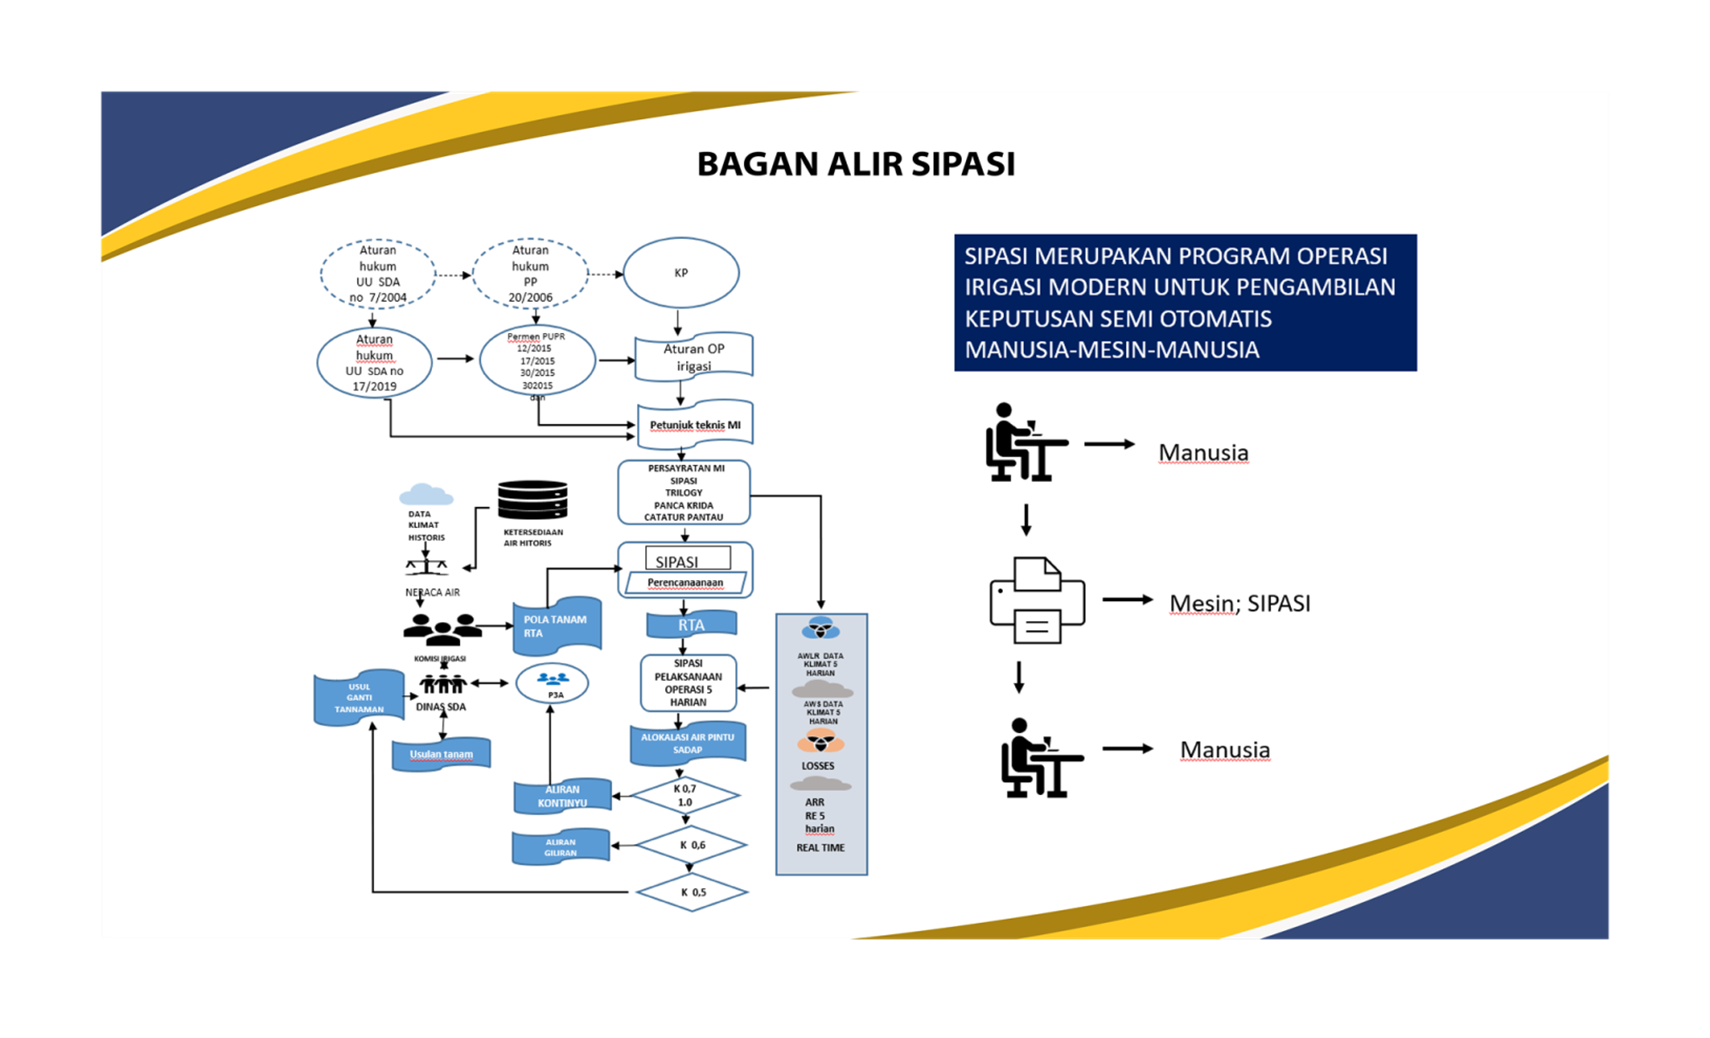 BAGAN ALIR SIPASI
Aturan
hukum
UU SDA
no 7/2004
Aturan
hukum
PP
20/2006
KP
Aturan
hukum
UU SDA no
17/2019
Permen PUPR
12/2015
17/2015
30/2015
302015
dan
Aturan OP
irigasi
Petunjuk teknis MI
PERSAYRATAN MI
SIPASI
TRILOGY
PANCA KRIDA
CATATUR PANTAU
DATA
KLIMAT
HISTORIS
KETERSEDIAAN
AIR HITORIS
NERACA AIR
SIPASI
Perencanaanaan
KOMISI IRIGASI
POLA TANAM
RTA
RTA
USUL
GANTI
TANNAMAN
DINAS SDA
P3A
SIPASI
PELAKSANAAN
OPERASI 5
HARIAN
Usulan tanam
ALOKALASI AIR PINTU
SADAP
ALIRAN
KONTINYU
K 0,7
1.0
ALIRAN
GILIRAN
K 0,6
K 0,5
AWLR DATA
KLIMAT 5
HARIAN
AWS DATA
KLIMAT 5
HARIAN
LOSSES
ARR
RE 5
harian
REAL TIME
SIPASI MERUPAKAN PROGRAM OPERASI
IRIGASI MODERN UNTUK PENGAMBILAN
KEPUTUSAN SEMI OTOMATIS
MANUSIA-MESIN-MANUSIA
Manusia
Mesin; SIPASI
Manusia